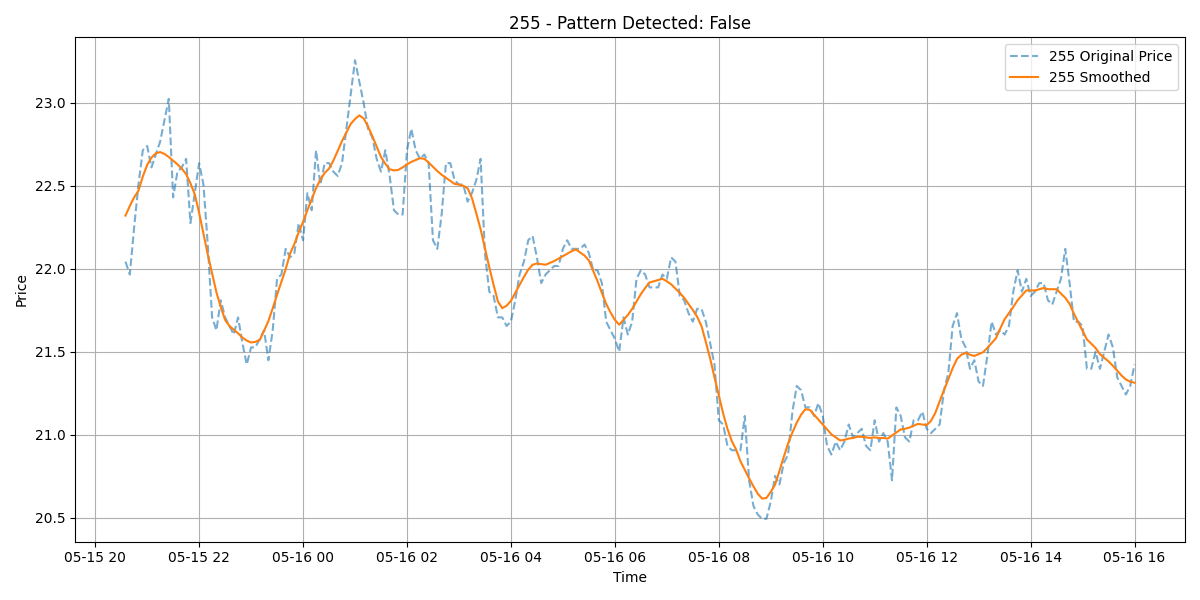 255 - Pattern Detected: False
255 Original Price
255 Smoothed
Price
23.0
22.5
22.0
21.5
21.0
20.5
05-15 20 05-15 22 05-16 00 05-16 02 05-16 04 05-16 06 05-16 08 05-16 10 05-16 12 05-16 14 05-16 16
Time